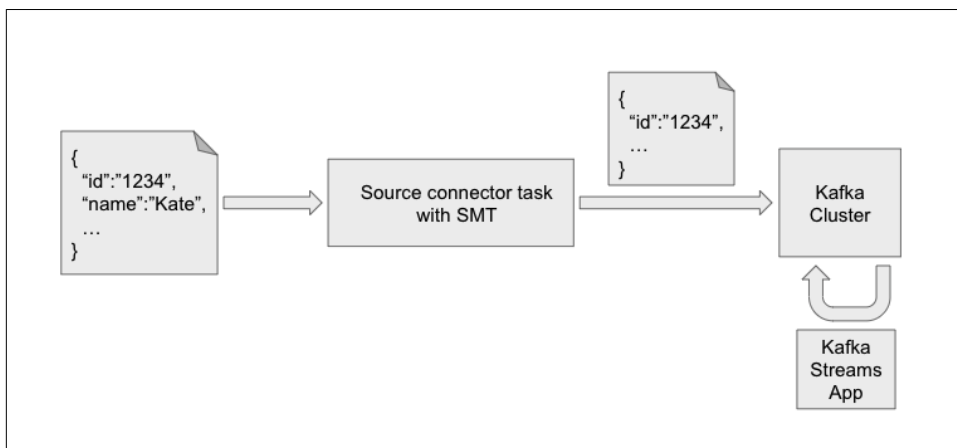 {
“id”:”1234”,
“name”:”Kate”,
…
}
Source connector task
with SMT
{
“id”:”1234”,
…
}
Kafka
Cluster
Kafka
Streams
App